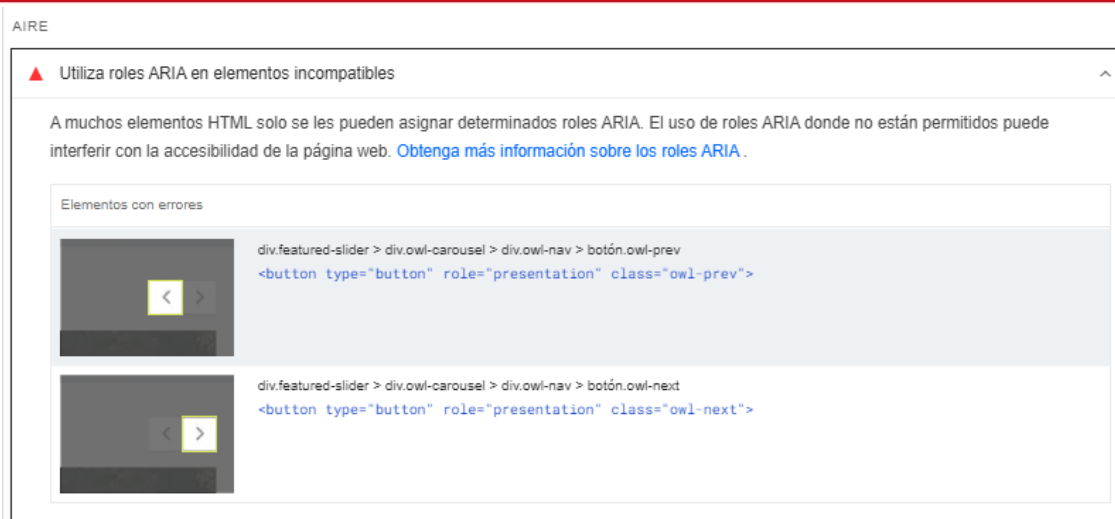 AIRE
Utiliza roles ARIA en elementos incompatibles
A muchos elementos HTML solo se les pueden asignar determinados roles ARIA. El uso de roles ARIA donde no están permitidos puede
interferir con la accesibilidad de la página web. Obtenga más información sobre los roles ARIA .
Elementos con errores
div.featured-slider > div.owl-carousel > div.owl-nav > botón.owl-prev
<button type="button" role="presentation" class="owl-prev">
div.featured-slider > div.owl-carousel > div.owl-nav > botón.owl-next
<button type="button" role="presentation" class="owl-next">